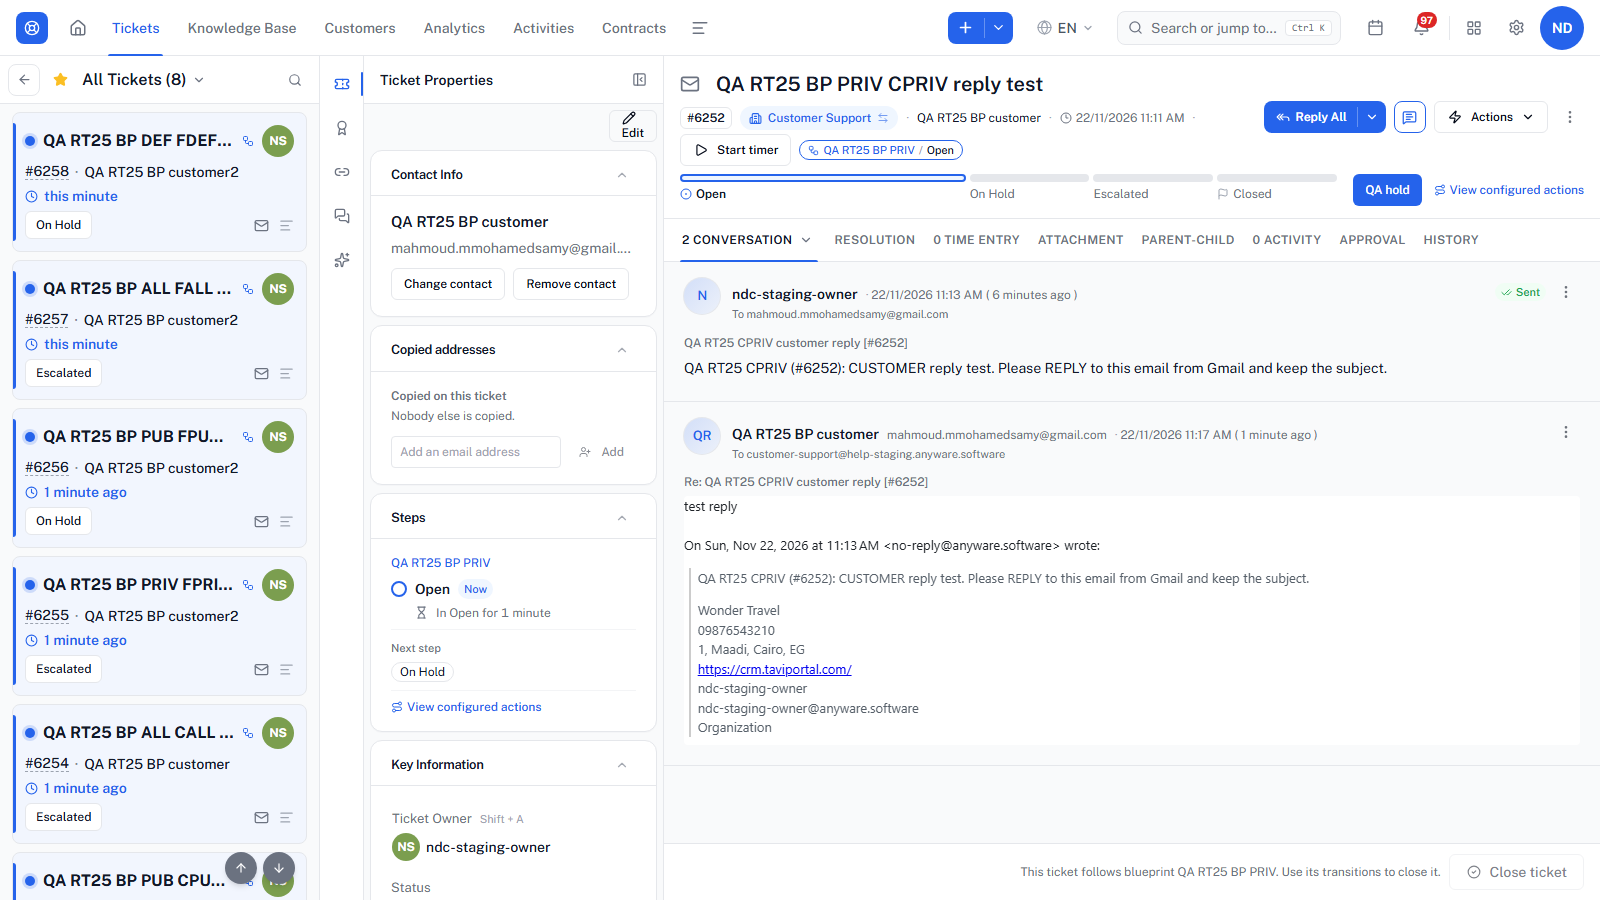 Tickets
Knowledge Base
Customers
Analytics
Activities
Contracts
EN
Search or jump to...
Ctrl K
97
ND
All Tickets (8)
QA RT25 BP DEF FDEF...
NS
#6258 · QA RT25 BP customer2
this minute
On Hold
QA RT25 BP ALL FALL ...
NS
#6257 · QA RT25 BP customer2
this minute
Escalated
QA RT25 BP PUB FPU...
NS
#6256 · QA RT25 BP customer2
1 minute ago
On Hold
QA RT25 BP PRIV FPRI...
NS
#6255 · QA RT25 BP customer2
1 minute ago
Escalated
QA RT25 BP ALL CALL ...
NS
#6254 · QA RT25 BP customer
1 minute ago
Escalated
QA RT25 BP PUB CPU...
Ticket Properties
Edit
Contact Info
QA RT25 BP customer
mahmoud.mmohamedsamy@gmail....
Change contact
Remove contact
Copied addresses
Copied on this ticket
Nobody else is copied.
Add an email address
Add
Steps
QA RT25 BP PRIV
Open Now
In Open for 1 minute
Next step
On Hold
View configured actions
Key Information
Ticket Owner Shift + A
NS ndc-staging-owner
Status
QA RT25 BP PRIV CPRIV reply test
#6252
Customer Support
· QA RT25 BP customer · 22/11/2026 11:11 AM ·
Reply All
Actions
Start timer
QA RT25 BP PRIV / Open
Open
On Hold
Escalated
Closed
QA hold
View configured actions
2 CONVERSATION
RESOLUTION
0 TIME ENTRY
ATTACHMENT
PARENT-CHILD
0 ACTIVITY
APPROVAL
HISTORY
N
ndc-staging-owner · 22/11/2026 11:13 AM ( 6 minutes ago )
Sent
To mahmoud.mmohamedsamy@gmail.com
QA RT25 CPRIV customer reply [#6252]
QA RT25 CPRIV (#6252): CUSTOMER reply test. Please REPLY to this email from Gmail and keep the subject.
QR
QA RT25 BP customer mahmoud.mmohamedsamy@gmail.com · 22/11/2026 11:17 AM ( 1 minute ago )
To customer-support@help-staging.anyware.software
Re: QA RT25 CPRIV customer reply [#6252]
test reply
On Sun, Nov 22, 2026 at 11:13 AM <no-reply@anyware.software> wrote:
QA RT25 CPRIV (#6252): CUSTOMER reply test. Please REPLY to this email from Gmail and keep the subject.
Wonder Travel
09876543210
1, Maadi, Cairo, EG
https://crm.taviportal.com/
ndc-staging-owner
ndc-staging-owner@anyware.software
Organization
This ticket follows blueprint QA RT25 BP PRIV. Use its transitions to close it.
Close ticket